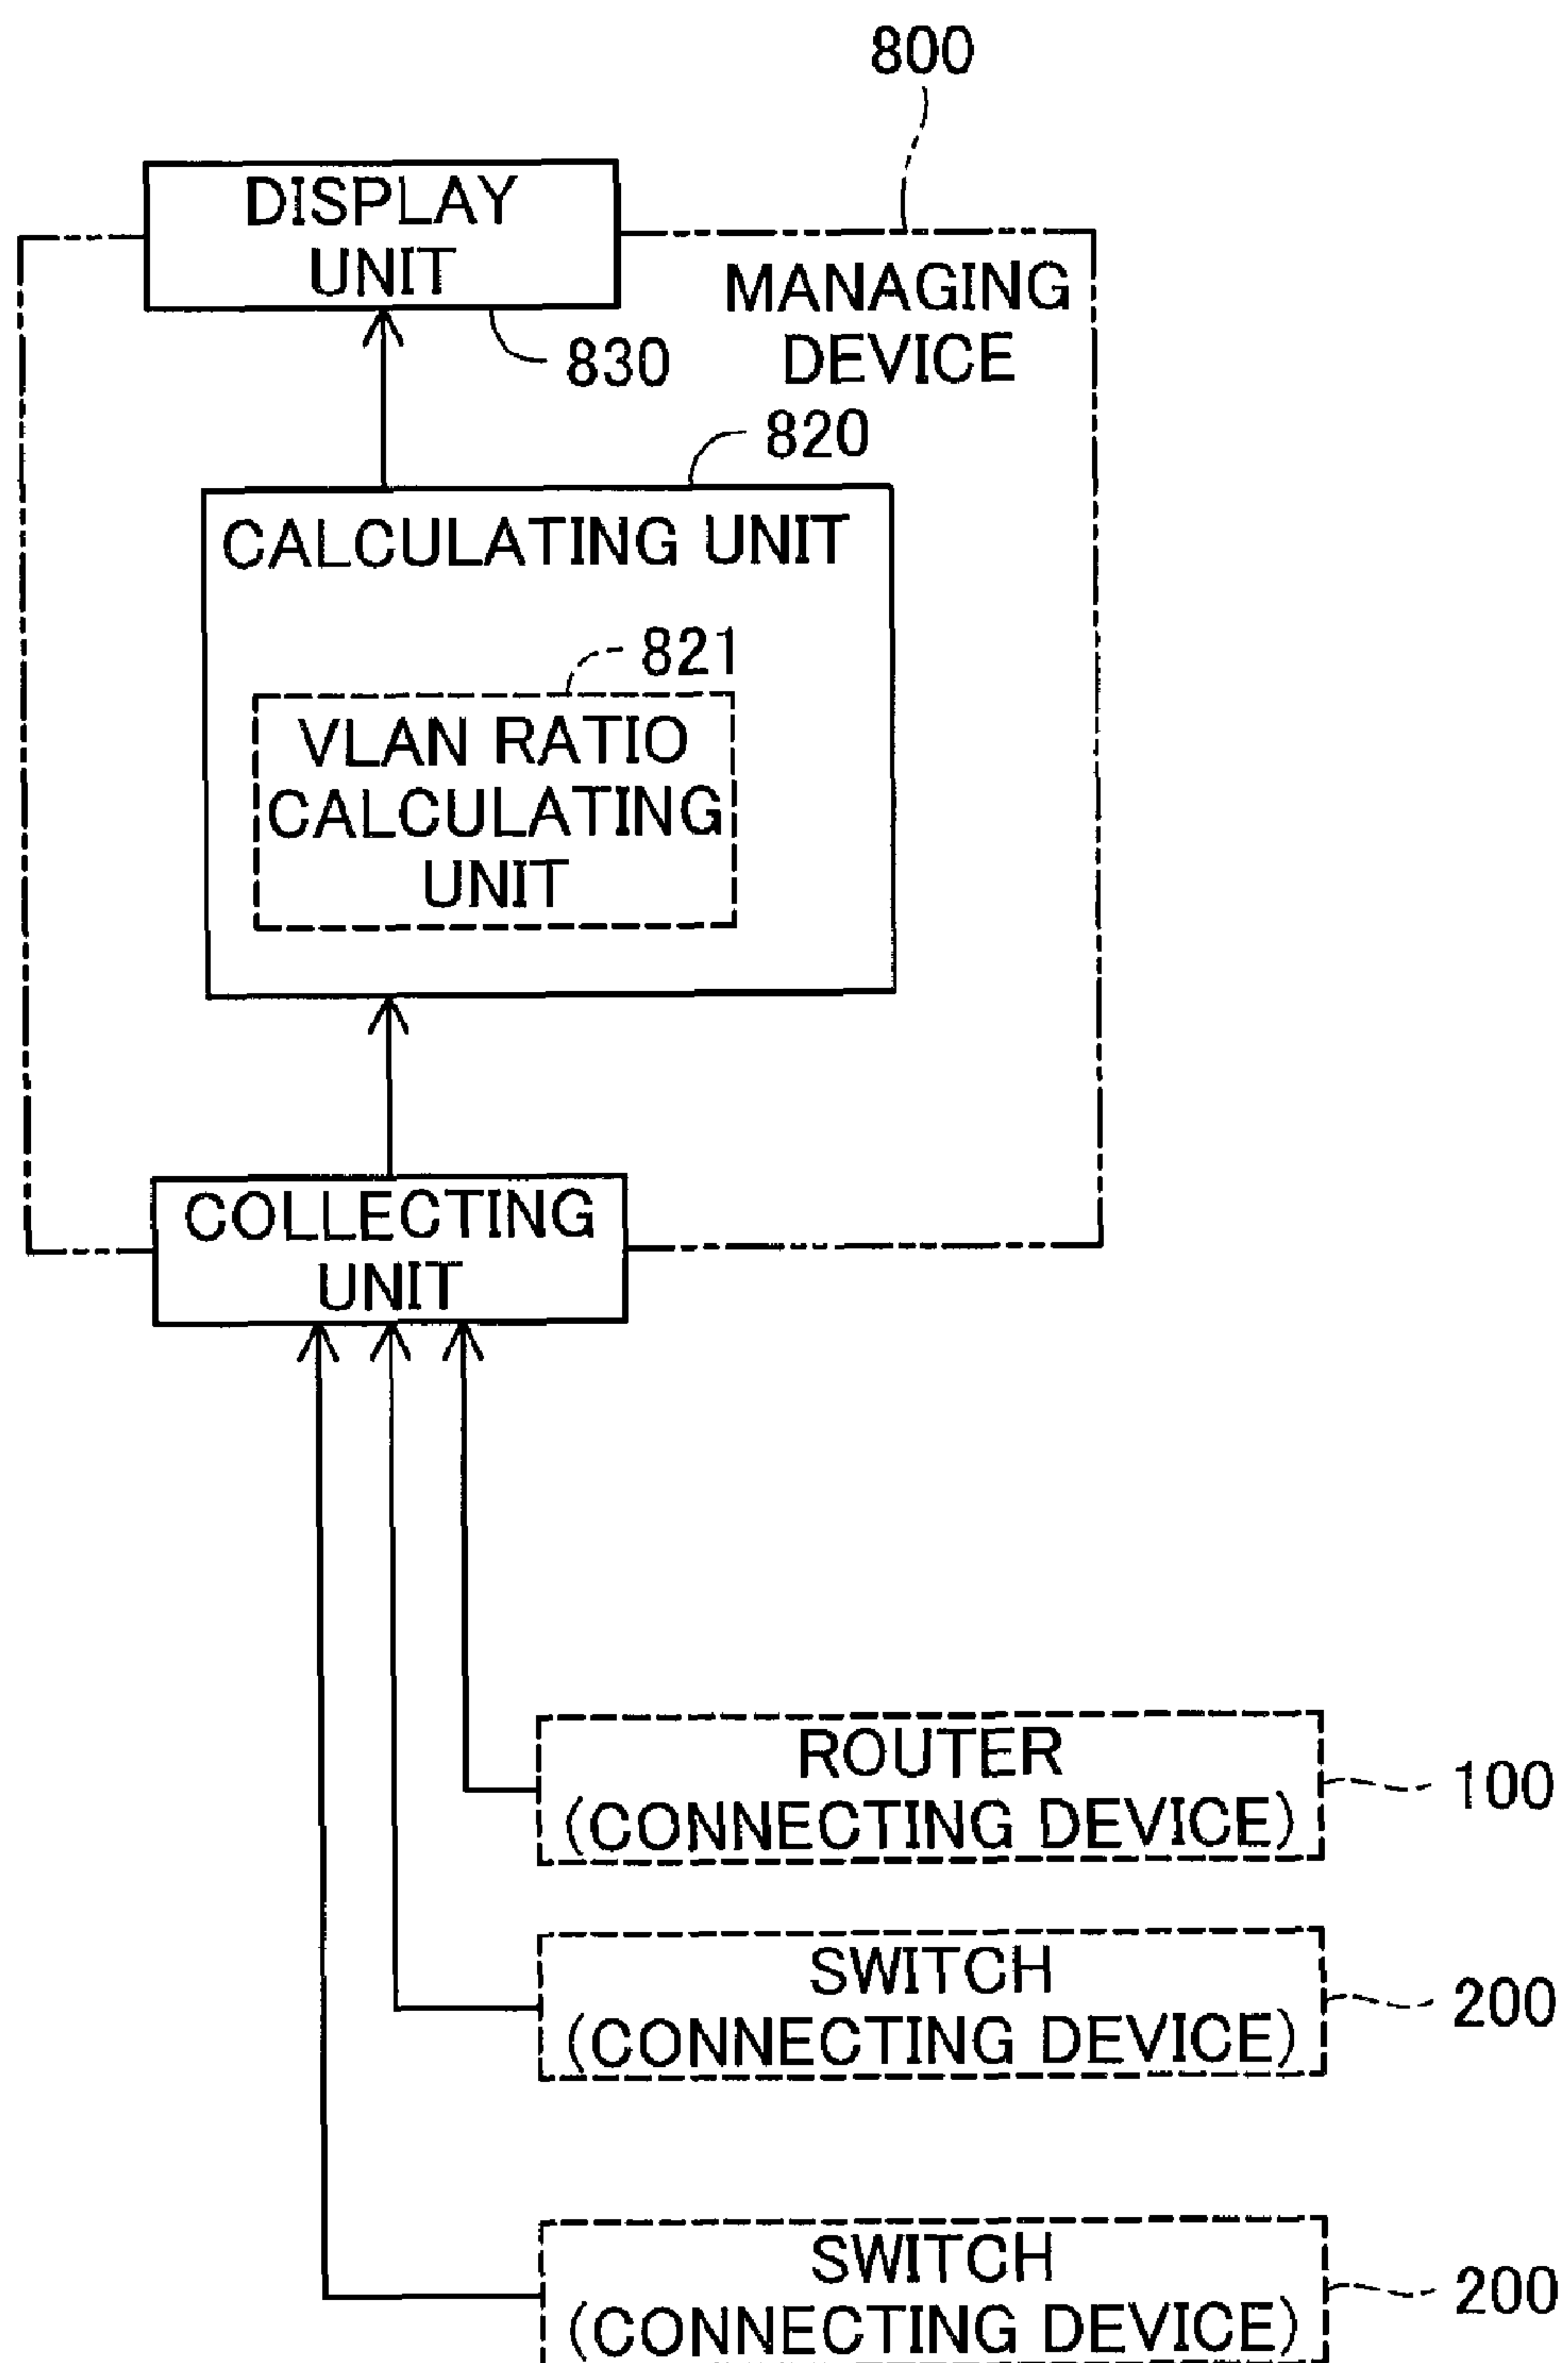 800
DISPLAY
UNIT
MANAGING
DEVICE
830
820
CALCULATING UNIT
821
VLAN RATIO
CALCULATING
UNIT
COLLECTING
UNIT
ROUTER
(CONNECTING DEVICE)
100
SWITCH
(CONNECTING DEVICE)
200
SWITCH
(CONNECTING DEVICE)
200